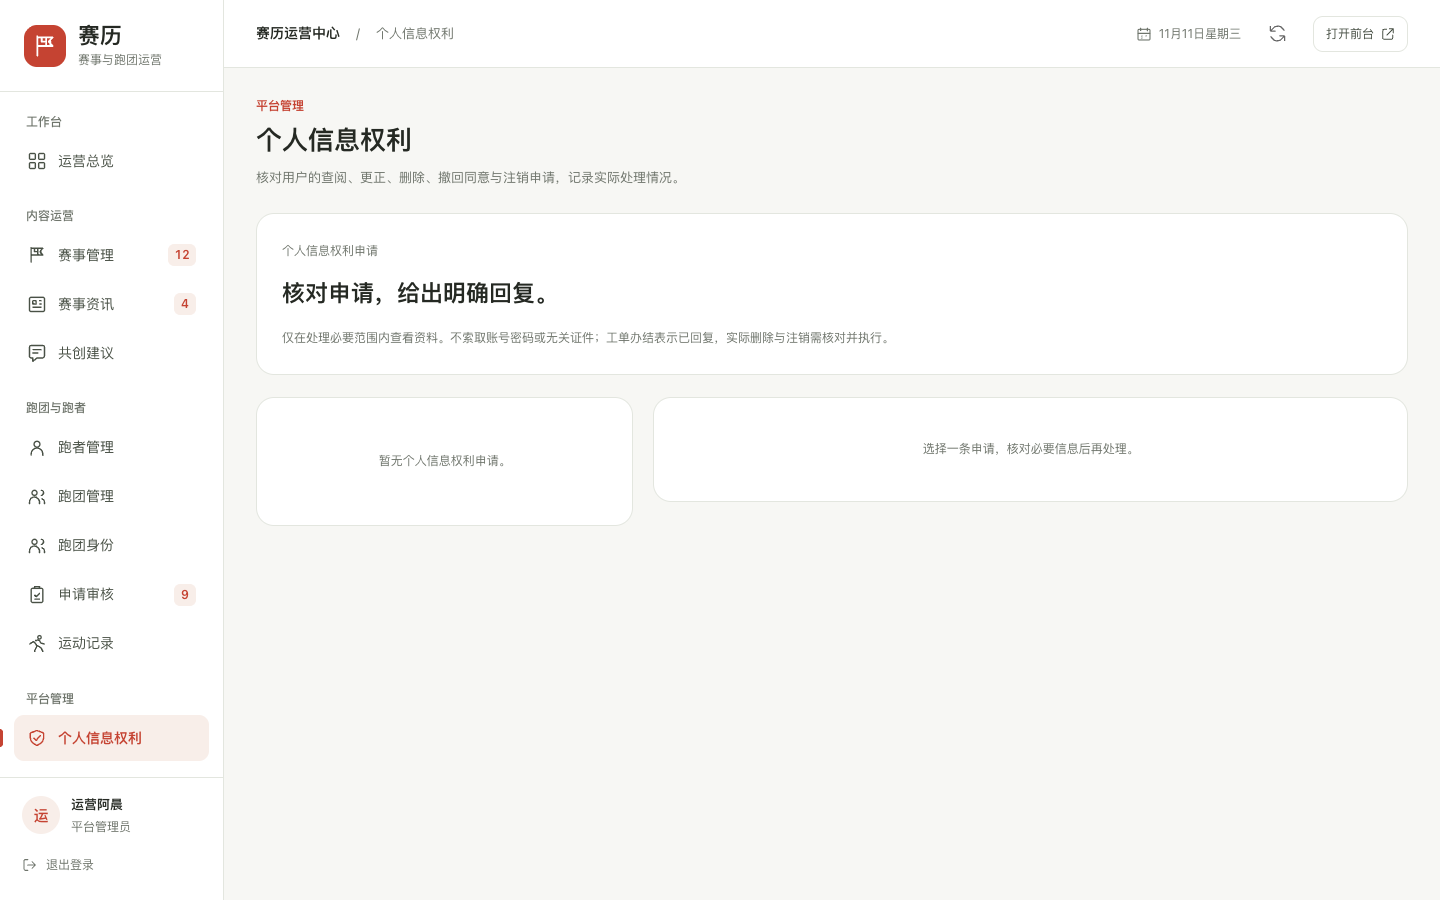 赛历
赛事与跑团运营
工作台
运营总览
内容运营
赛事管理 12
赛事资讯 4
共创建议
跑团与跑者
跑者管理
跑团管理
跑团身份
申请审核 9
运动记录
平台管理
个人信息权利
运
运营阿晨
平台管理员
退出登录
赛历运营中心 / 个人信息权利
11月11日星期三
打开前台
平台管理
个人信息权利
核对用户的查阅、更正、删除、撤回同意与注销申请，记录实际处理情况。
个人信息权利申请
核对申请，给出明确回复。
仅在处理必要范围内查看资料。不索取账号密码或无关证件；工单办结表示已回复，实际删除与注销需核对并执行。
暂无个人信息权利申请。
选择一条申请，核对必要信息后再处理。